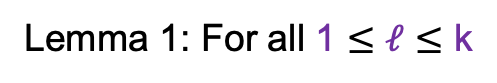 Lemma 1: For all 1 ≤ ℓ ≤ k